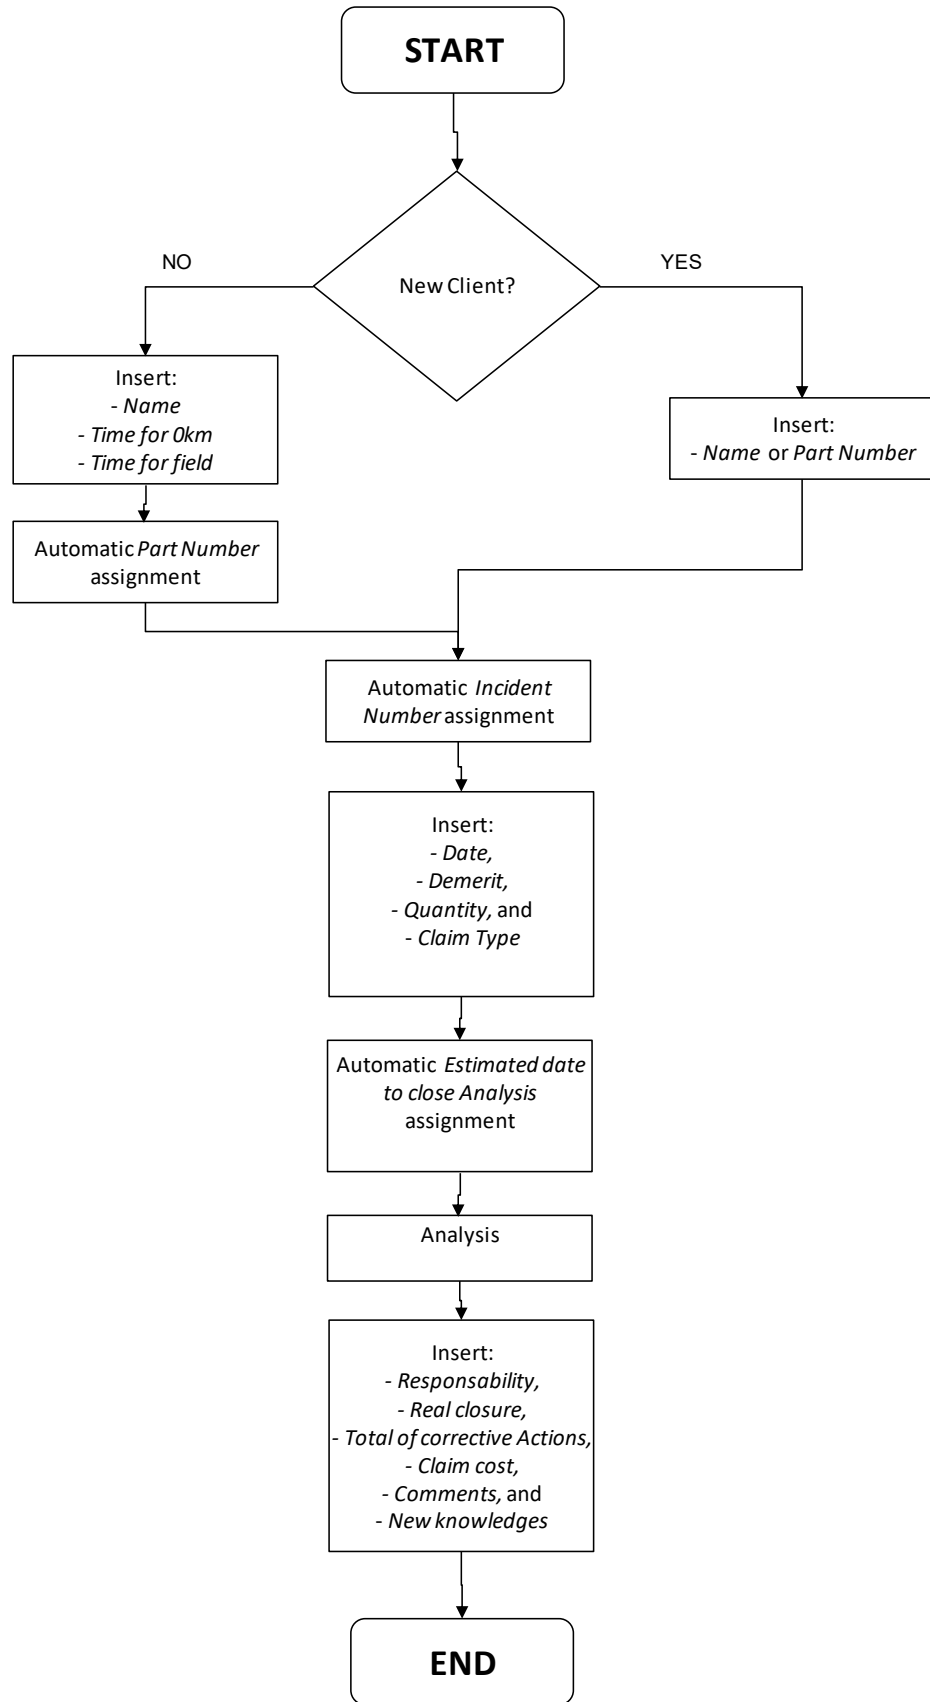 START
New Client?
NO
YES
Insert:
- Name
- Time for 0km
- Time for field
Insert:
- Name or Part Number
Automatic Part Number
assignment
Automatic Incident
Number assignment
Insert:
- Date,
- Demerit,
- Quantity, and
- Claim Type
Automatic Estimated date
to close Analysis
assignment
Analysis
Insert:
- Responsability,
- Real closure,
- Total of corrective Actions,
- Claim cost,
- Comments, and
- New knowledges
END